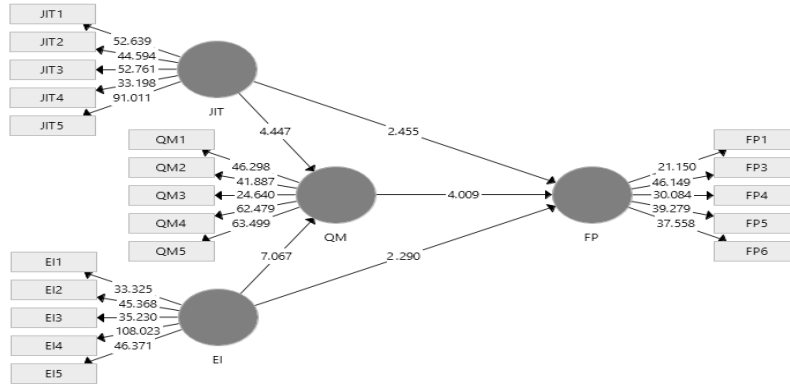 JIT1
JIT2
JIT3
JIT4
JIT5
52.639
44.594
52.761
33.198
91.011
JIT
4.447
2.455
QM1
QM2
QM3
QM4
QM5
46.298
41.887
24.640
62.479
63.499
QM
4.009
7.067
2.290
FP
21.150
46.149
30.084
39.279
37.558
FP1
FP3
FP4
FP5
FP6
EI1
EI2
EI3
EI4
EI5
33.325
45.368
35.230
108.023
46.371
EI